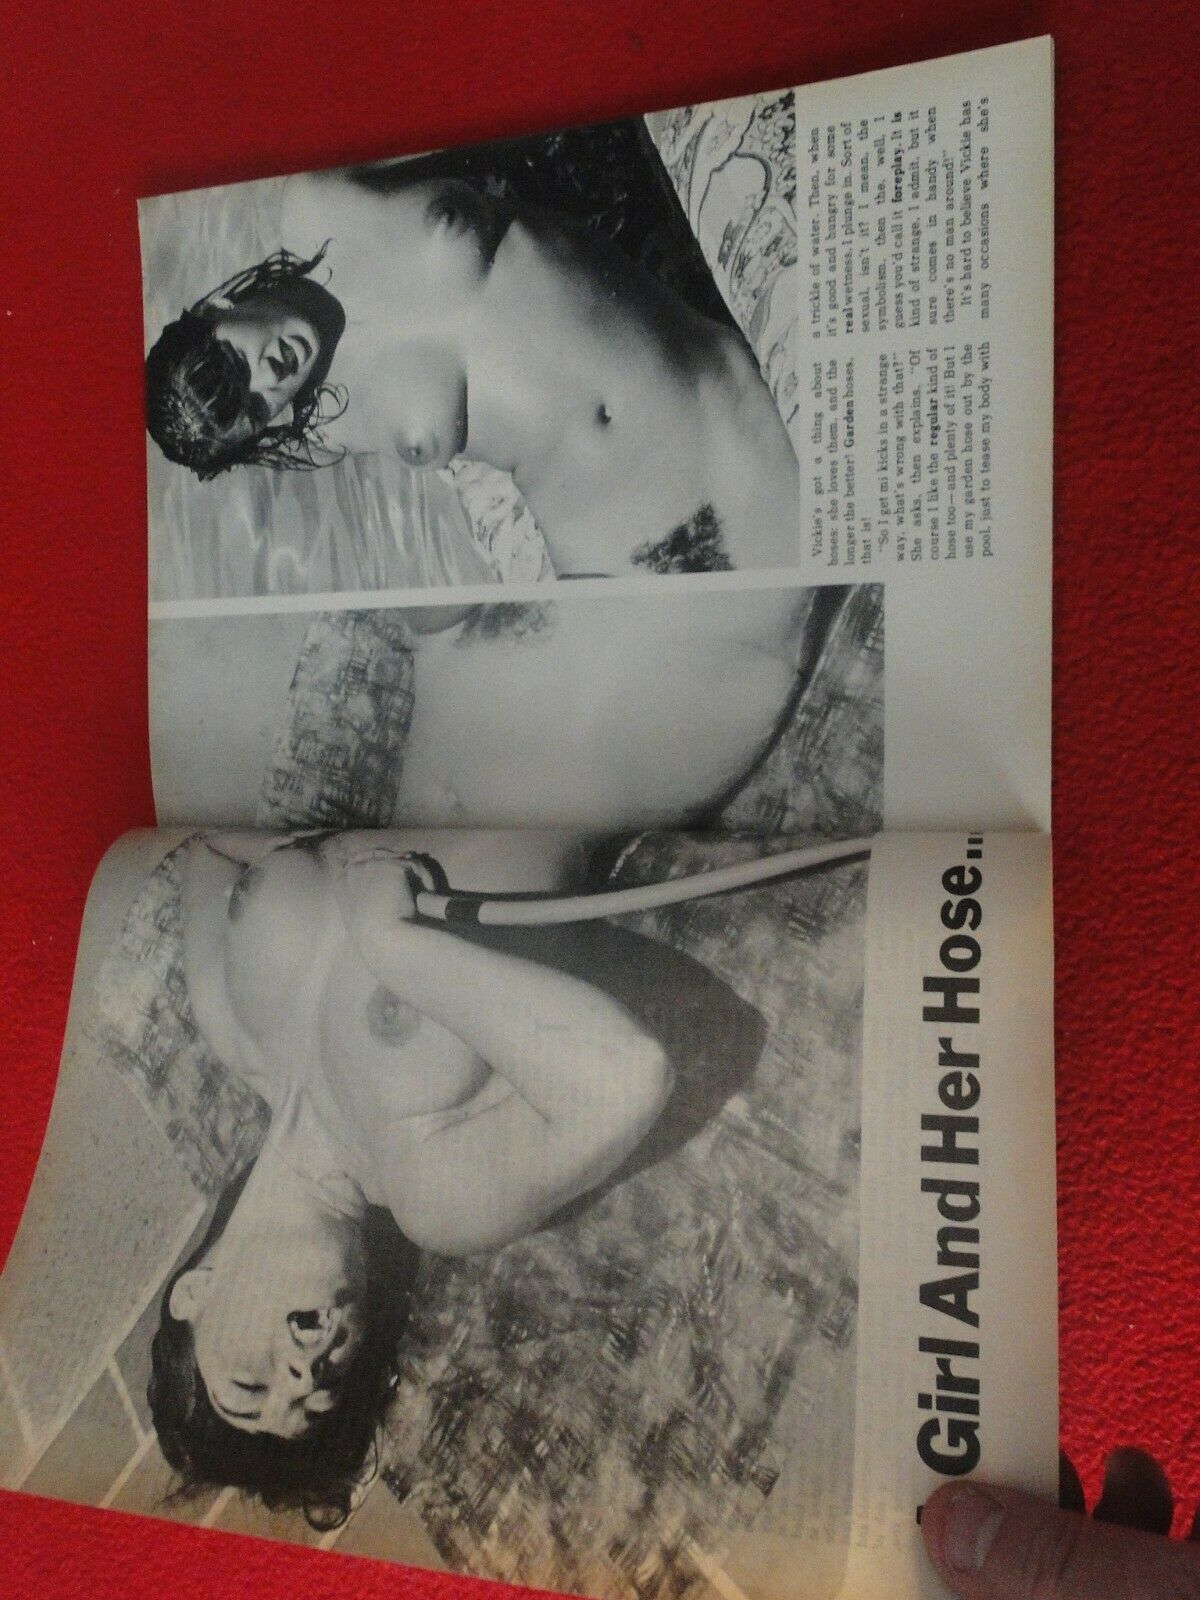 Girl And Her Hose...
Vickie's got a thing about
hoses: she loves them, and the
longer the better! Garden hoses,
that is!
"So I get mi kicks in a strange
way, what's wrong with that?"
She asks, then explains, "Of
course I like the regular kind of
hose too—and plenty of it! But I
use my garden hose out by the
pool, just to tease my body with
a trickle of water. Then, when
it's good and hungry for some
real wetness, I plunge in. Sort of
sexual, isn't it? I mean, the
symbolism, then the, well, I
guess you'd call it foreplay. It is
kind of strange, I admit, but it
sure comes in handy when
there's no man around!"
It's hard to believe Vickie has
many occasions where she's